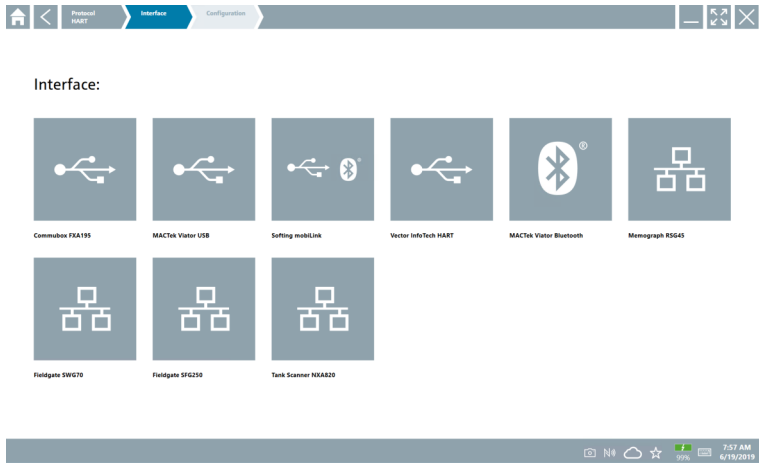 Protocol
HART
Interface
Configuration
Interface:
Commubox FXA195
MACTek Viator USB
Softing mobiLink
Vector InfoTech HART
MACTek Viator Bluetooth
Memograph RSG45
Fieldgate SWG70
Fieldgate SFG250
Tank Scanner NXA820
99%
7:57 AM
6/19/2019